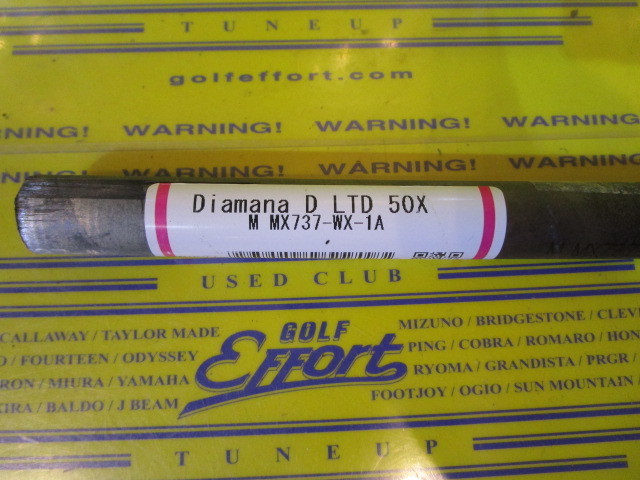 TUNEUP
golfeffort.com
WARNING! WARNING! WARNING! WARNING!
Diamana D LTD 50X
M MX737-WX-1A
USED CLUB
GOLF
Effort
CALLAWAY / TAYLOR MADE
/ FOURTEEN / ODYSSEY
/ MIURA / YAMAHA
/ BALDO / J BEAM
MIZUNO / BRIDGESTONE /
PING / COBRA / ROMARO /
RYOMA / GRANDISTA / PRGR /
FOOTJOY / OGIO / SUN MOUNTAIN /
TUNEUP